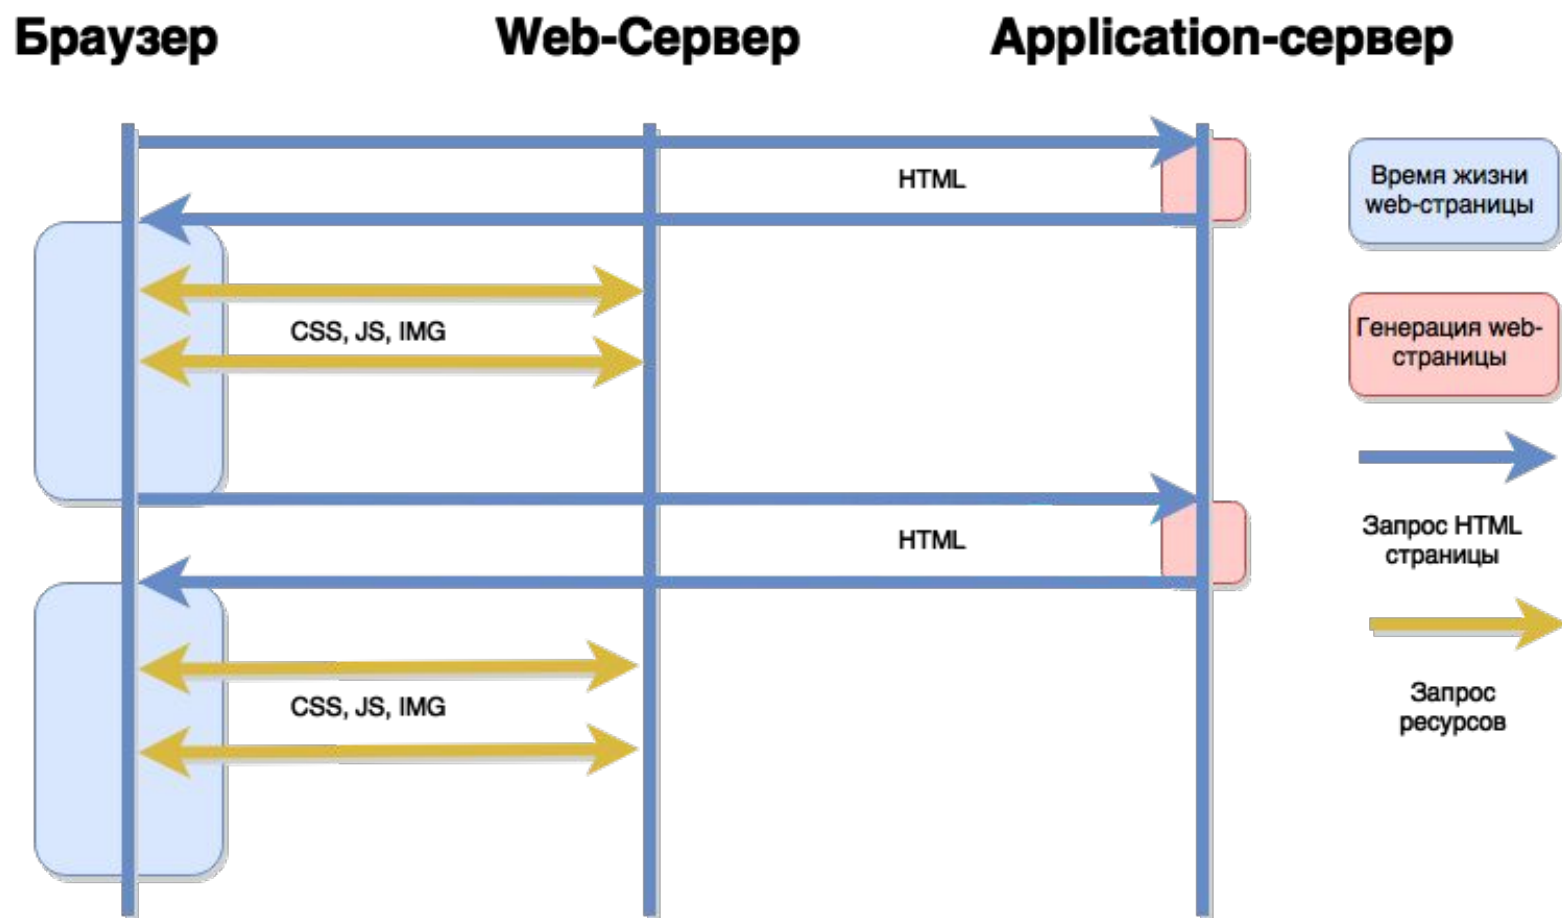 Браузер
Web-Сервер
Application-сервер
HTML
CSS, JS, IMG
HTML
CSS, JS, IMG
Время жизни
web-страницы
Генерация web-
страницы
Запрос HTML
страницы
Запрос
ресурсов